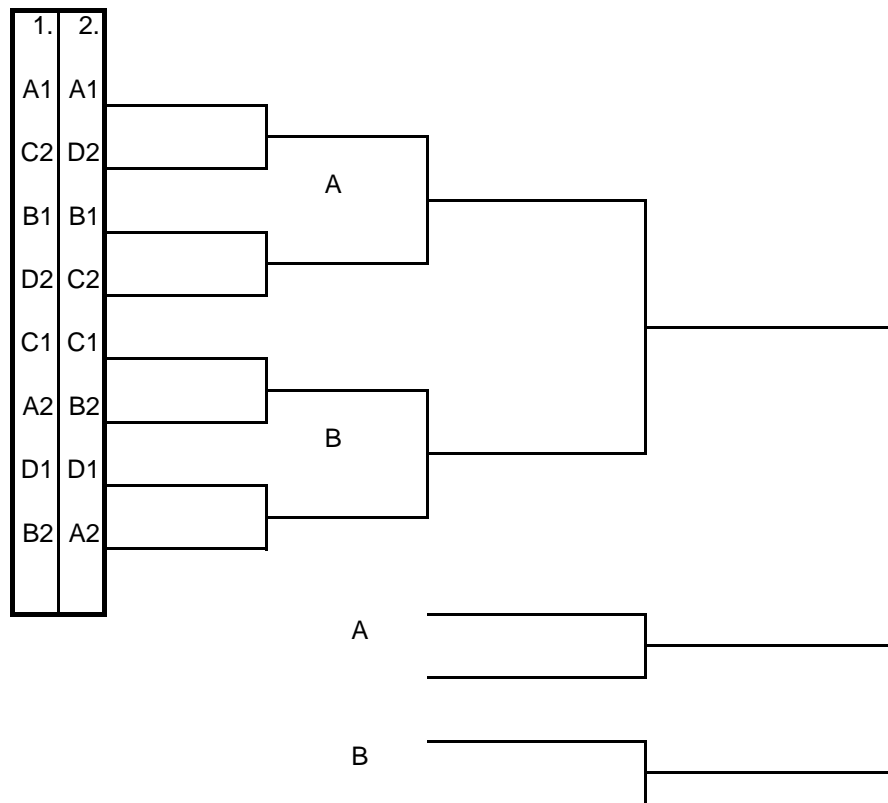 1. 2.
A1 A1
C2 D2
A
B1 B1
D2 C2
C1 C1
A2 B2
B
D1 D1
B2 A2
A
B